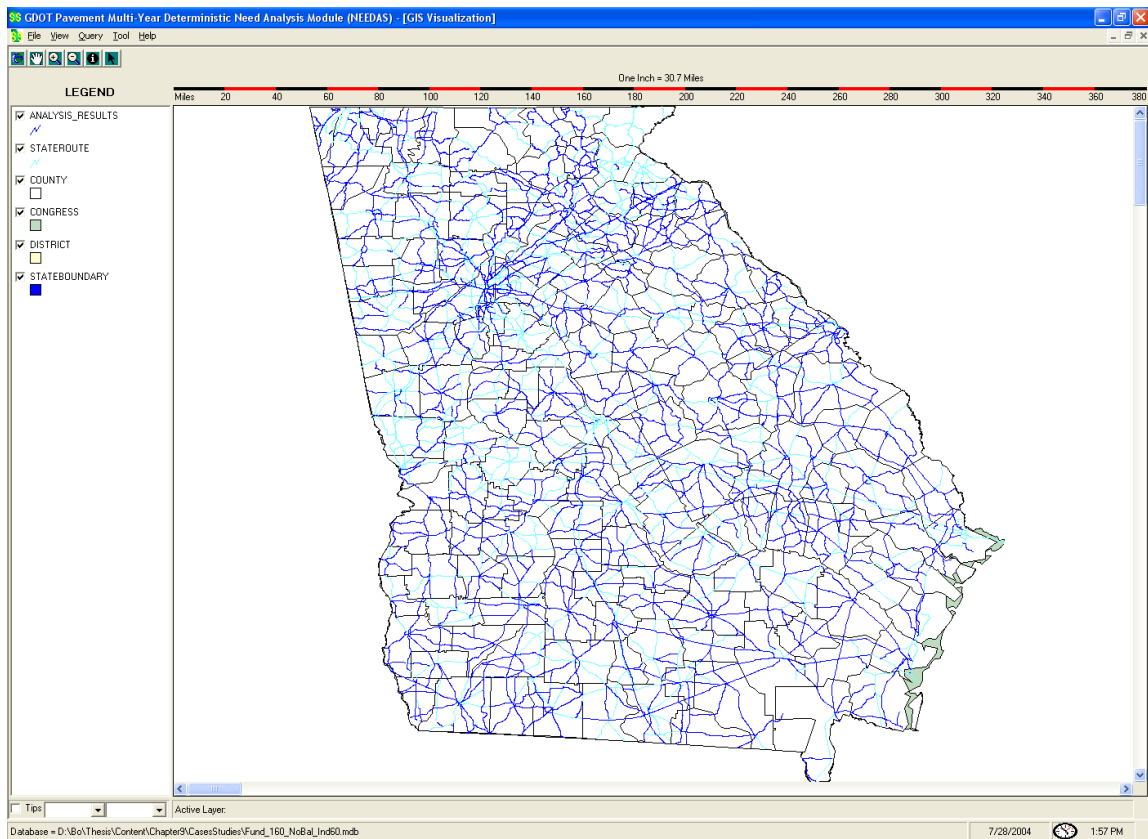 $$ GDOT Pavement Multi-Year Deterministic Need Analysis Module (NEEDAS) - [GIS Visualization]
File View Query Tool Help
LEGEND
One Inch = 30.7 Miles
Miles 20 40 60 80 100 120 140 160 180 200 220 240 260 280 300 320 340 360 380
ANALYSIS_RESULTS
STATEROUTE
COUNTY
CONGRESS
DISTRICT
STATEBOUNDARY
Tips Active Layer:
Database = D:\Bo\Thesis\Content\Chapter9\CasesStudies\Fund_160_NoBal_Ind60.mdb 7/28/2004 1:57 PM